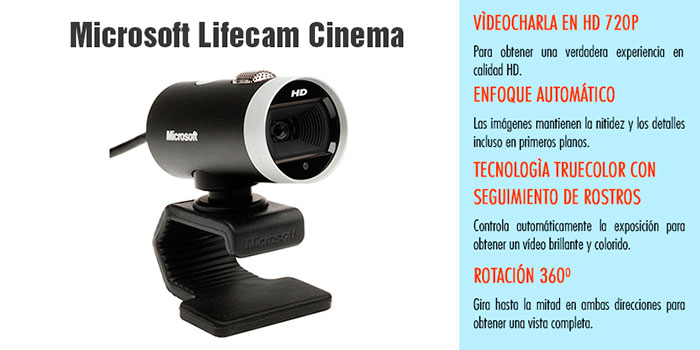 Microsoft Lifecam Cinema
HD
Microsoft
Microsoft
VÌDEOCHARLA EN HD 720P
Para obtener una verdadera experiencia en
calidad HD.
ENFOQUE AUTOMÁTICO
Las imágenes mantienen la nitidez y los detalles
incluso en primeros planos.
TECNOLOGÌA TRUECOLOR CON
SEGUIMIENTO DE ROSTROS
Controla automáticamente la exposición para
obtener un vídeo brillante y colorido.
ROTACIÓN 360º
Gira hasta la mitad en ambas direcciones para
obtener una vista completa.